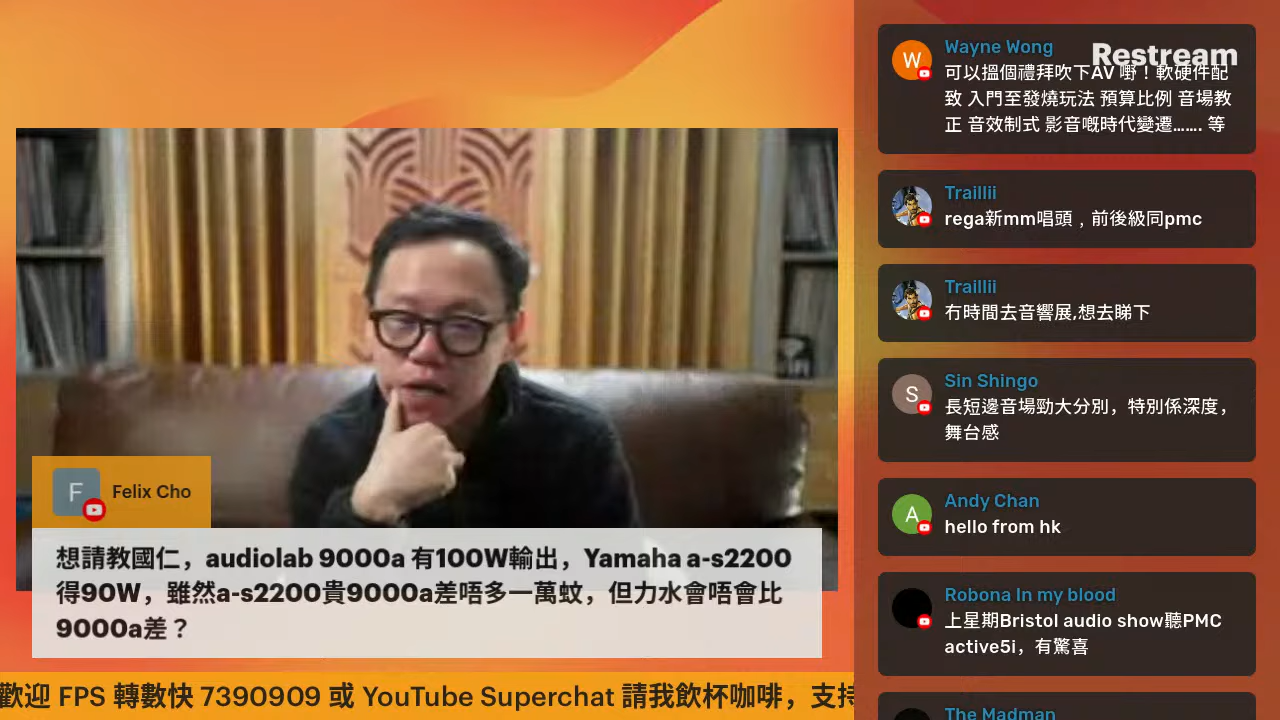 Felix Cho
F
想請教國仁，audiolab 9000a 有100W輸出，Yamaha a-s2200
得90W，雖然a-s2200貴9000a差唔多一萬蚊，但力水會唔會比
9000a差？
歡迎 FPS 轉數快 7390909 或 YouTube Superchat 請我飲杯咖啡，支持
Restream
W
Wayne Wong
可以搵個禮拜吹下AV 嘢！軟硬件配
致 入門至發燒玩法 預算比例 音場教
正 音效制式 影音嘅時代變遷……. 等
Traillii
rega新mm唱頭，前後級同pmc
Traillii
冇時間去音響展,想去睇下
S
Sin Shingo
長短邊音場勁大分別，特別係深度，
舞台感
A
Andy Chan
hello from hk
Robona In my blood
上星期Bristol audio show聽PMC
active5i，有驚喜
The Madman